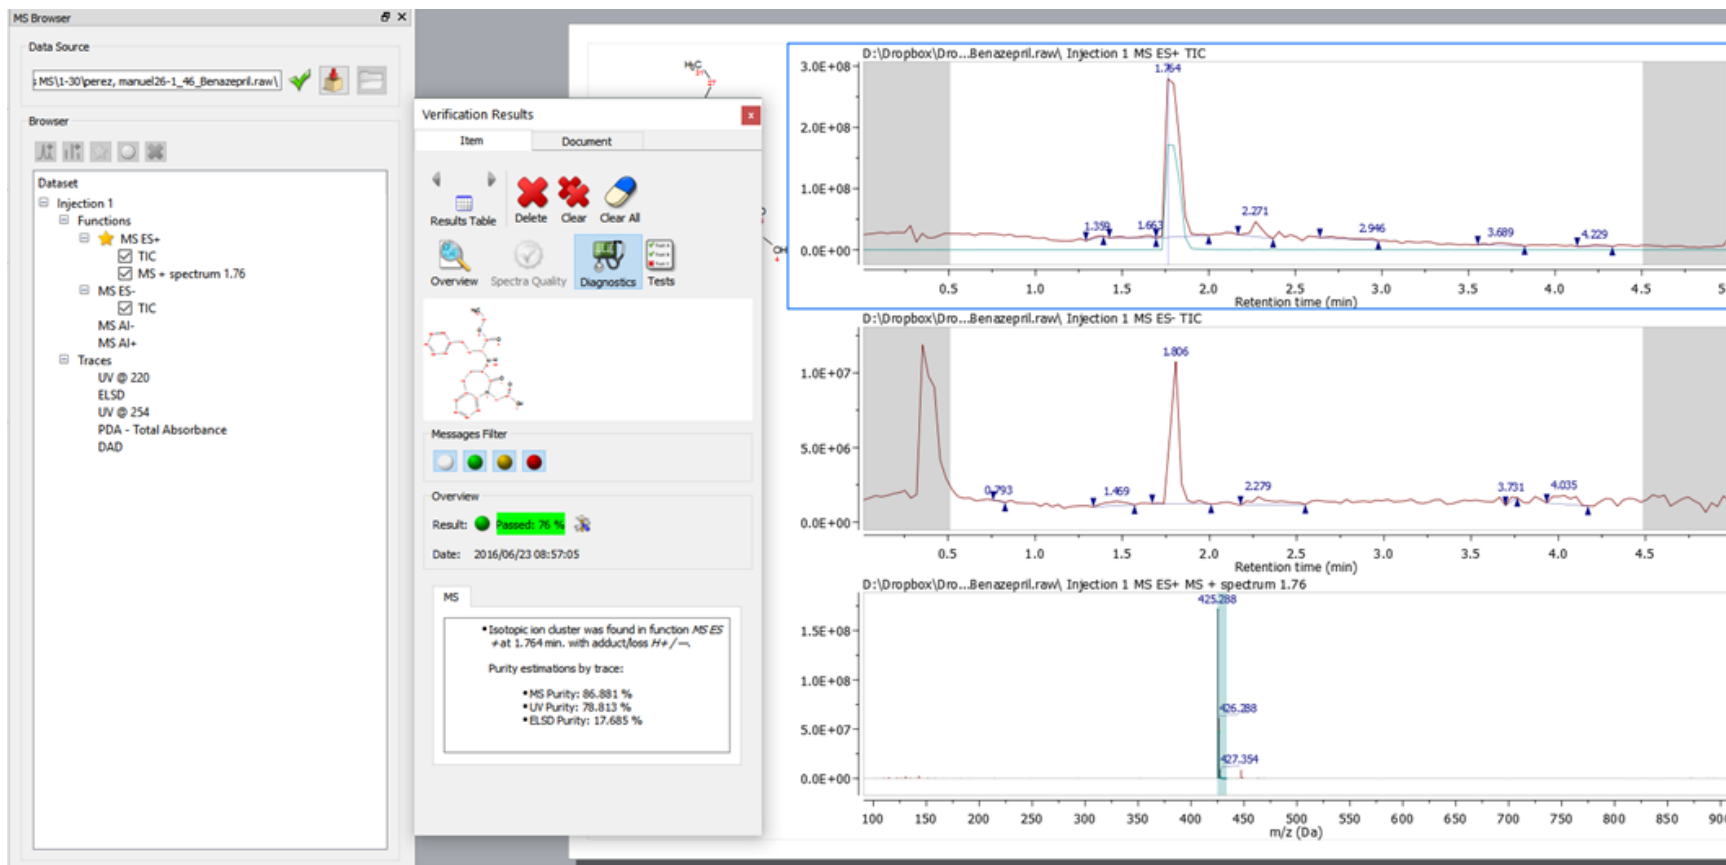 MS Browser
Data Source
: MS\1-30\perez, manuel26-1_46_Benazepril.raw\
Browser
Dataset
Injection 1
Functions
MS ES+
TIC
MS + spectrum 1.76
MS ES-
TIC
MS AI-
MS AI+
Traces
UV @ 220
ELSD
UV @ 254
PDA - Total Absorbance
DAD
Verification Results
Item
Document
Results Table
Delete
Clear
Clear All
Overview
Spectra Quality
Diagnostics
Tests
Messages Filter
Overview
Result:
Passed: 76 %
Date: 2016/06/23 08:57:05
MS
•Isotopic ion cluster was found in function MS ES
+at 1.764 min. with adduct/loss H+ / —.
Purity estimations by trace:
•MS Purity: 86.881 %
•UV Purity: 78.813 %
•ELSD Purity: 17.685 %
H₃C
OH
D:\Dropbox\Dro...Benazepril.raw\ Injection 1 MS ES+ TIC
3.0E+08
2.0E+08
1.0E+08
0.0E+00
1.764
1.359
1.663
2.271
2.946
3.689
4.229
0.5 1.0 1.5 2.0 2.5 3.0 3.5 4.0 4.5
Retention time (min)
D:\Dropbox\Dro...Benazepril.raw\ Injection 1 MS ES- TIC
1.0E+07
5.0E+06
0.0E+00
1.806
0.793
1.469
2.279
3.731
4.035
0.5 1.0 1.5 2.0 2.5 3.0 3.5 4.0 4.5
Retention time (min)
D:\Dropbox\Dro...Benazepril.raw\ Injection 1 MS ES+ MS + spectrum 1.76
1.5E+08
1.0E+08
5.0E+07
0.0E+00
425.288
426.288
427.354
100 150 200 250 300 350 400 450 500 550 600 650 700 750 800 850
m/z (Da)